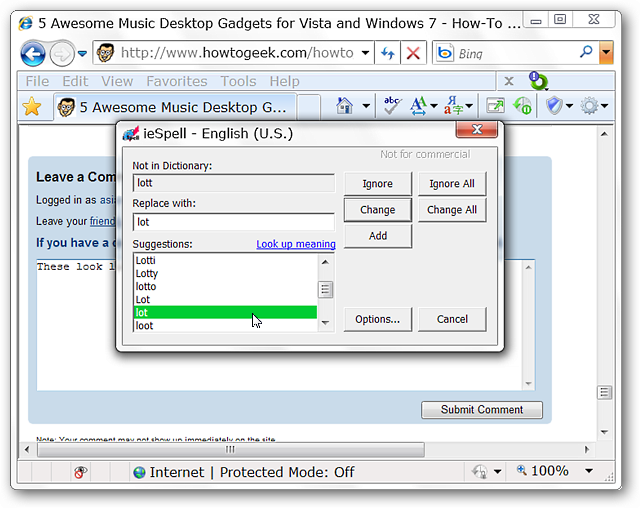 5 Awesome Music Desktop Gadgets for Vista and Windows 7 - How-To ...
http://www.howtogeek.com/howto
Bing
File Edit View Favorites Tools Help
x
5 Awesome Music Desktop G...
abc
ieSpell - English (U.S.)
Not for commercial
Not in Dictionary:
lott
Ignore
Ignore All
Replace with:
lot
Change
Change All
Suggestions:
Look up meaning
Add
Lotti
Lotty
lotto
Lot
lot
loot
Options...
Cancel
Leave a Com
Logged in as
Leave your friend
If you have a
These look l
Submit Comment
Note: Your comment may not show up immediately on the site.
Internet | Protected Mode: Off
100%